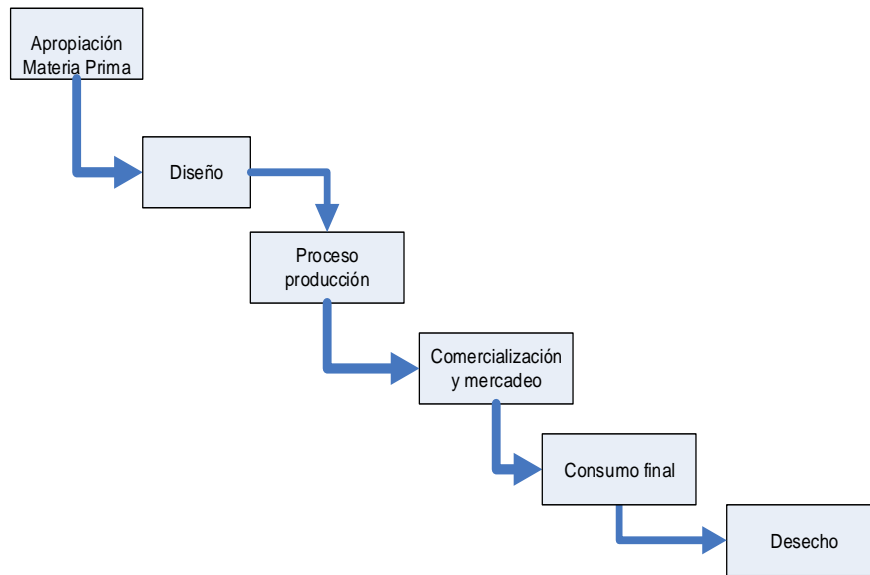 Apropiación
Materia Prima
Diseño
Proceso
producción
Comercialización
y mercadeo
Consumo final
Desecho